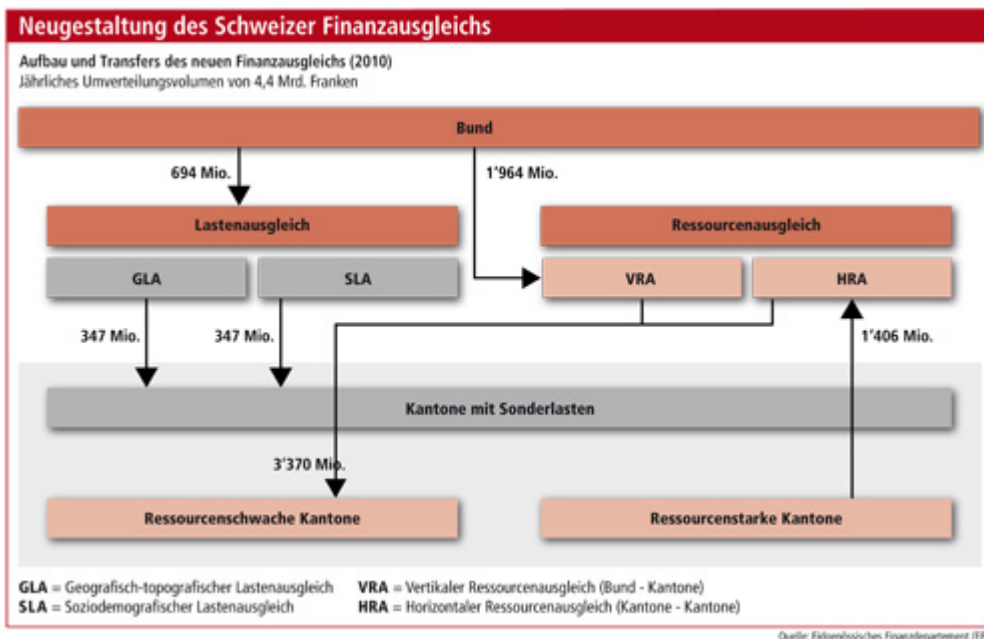 Neugestaltung des Schweizer Finanzausgleichs
Aufbau und Transfers des neuen Finanzausgleichs (2010)
Jährliches Umverteilungsvolumen von 4,4 Mrd. Franken
Bund
694 Mio.
1'964 Mio.
Lastenausgleich
Ressourcenausgleich
GLA
SLA
VRA
HRA
347 Mio.
347 Mio.
1'406 Mio.
Kantone mit Sonderlasten
3'370 Mio.
Ressourcenschwache Kantone
Ressourcenstarke Kantone
GLA = Geografisch-topografischer Lastenausgleich
VRA = Vertikaler Ressourcenausgleich (Bund - Kantone)
SLA = Soziodemografischer Lastenausgleich
HRA = Horizontaler Ressourcenausgleich (Kantone - Kantone)
Quelle: Eidgenössisches Finanzdepartement